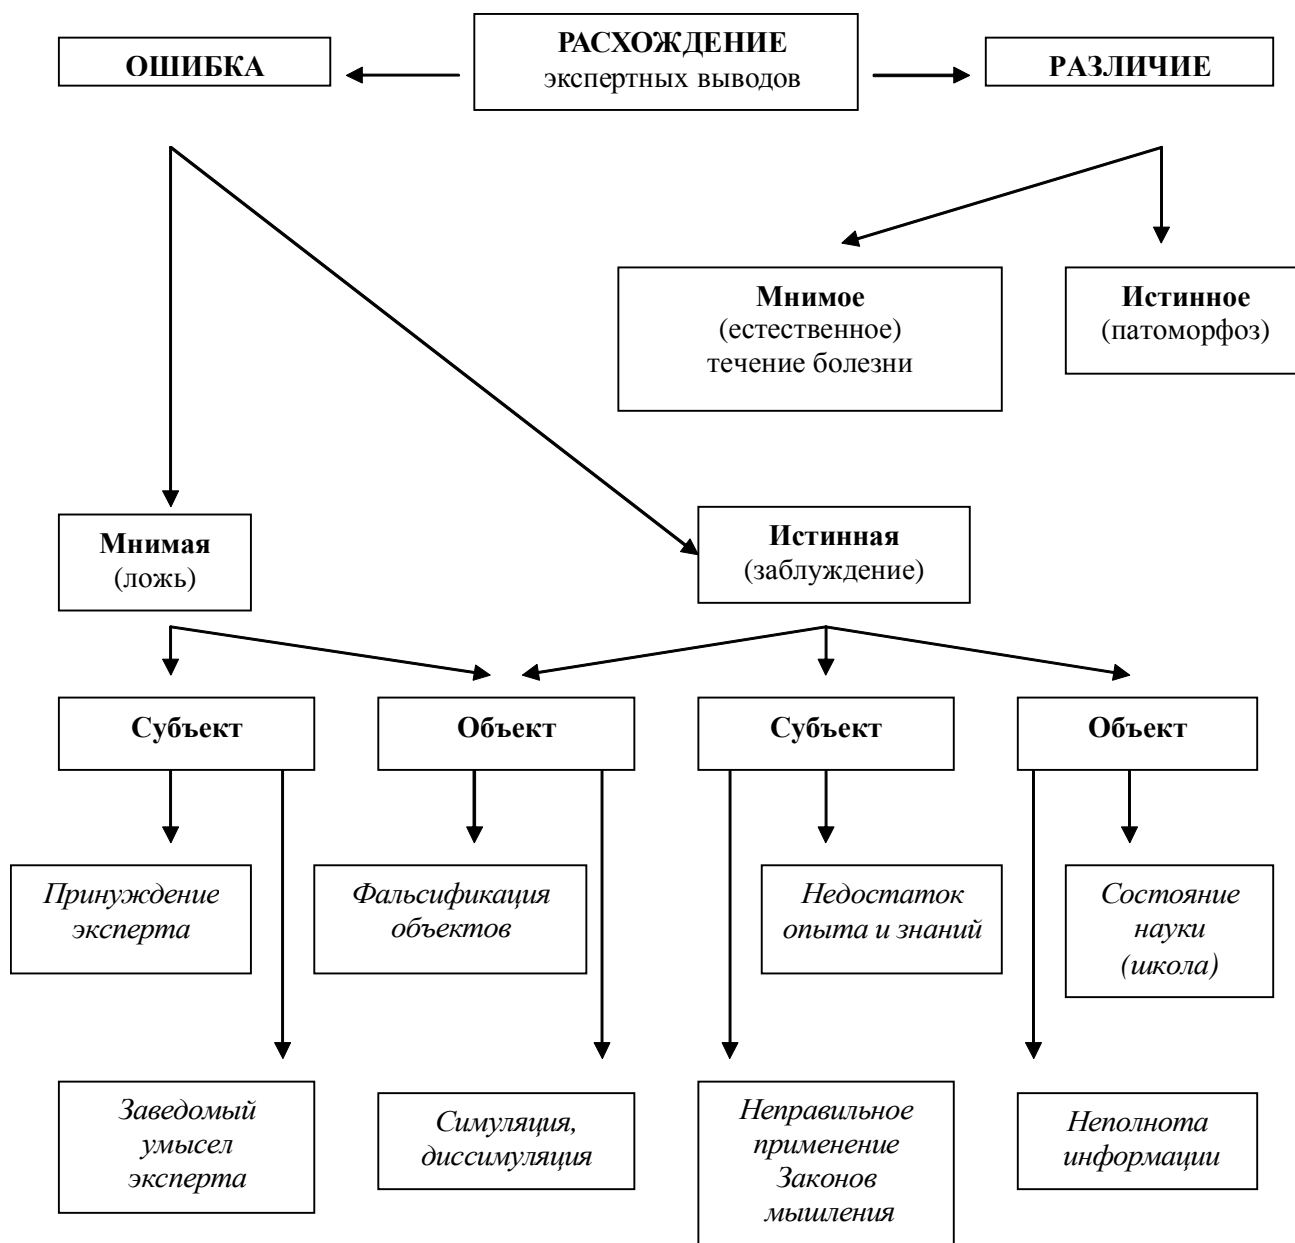 ОШИБКА
РАСХОЖДЕНИЕ
экспертных выводов
РАЗЛИЧИЕ
Мнимое
(естественное)
течение болезни
Истинное
(патоморфоз)
Мнимая
(ложь)
Истинная
(заблуждение)
Субъект
Объект
Субъект
Объект
Принуждение
эксперта
Фальсификация
объектов
Недостаток
опыта и знаний
Состояние
науки
(школа)
Заведомый
умысел
эксперта
Симуляция,
диссимуляция
Неправильное
применение
Законов
мышления
Неполнота
информации